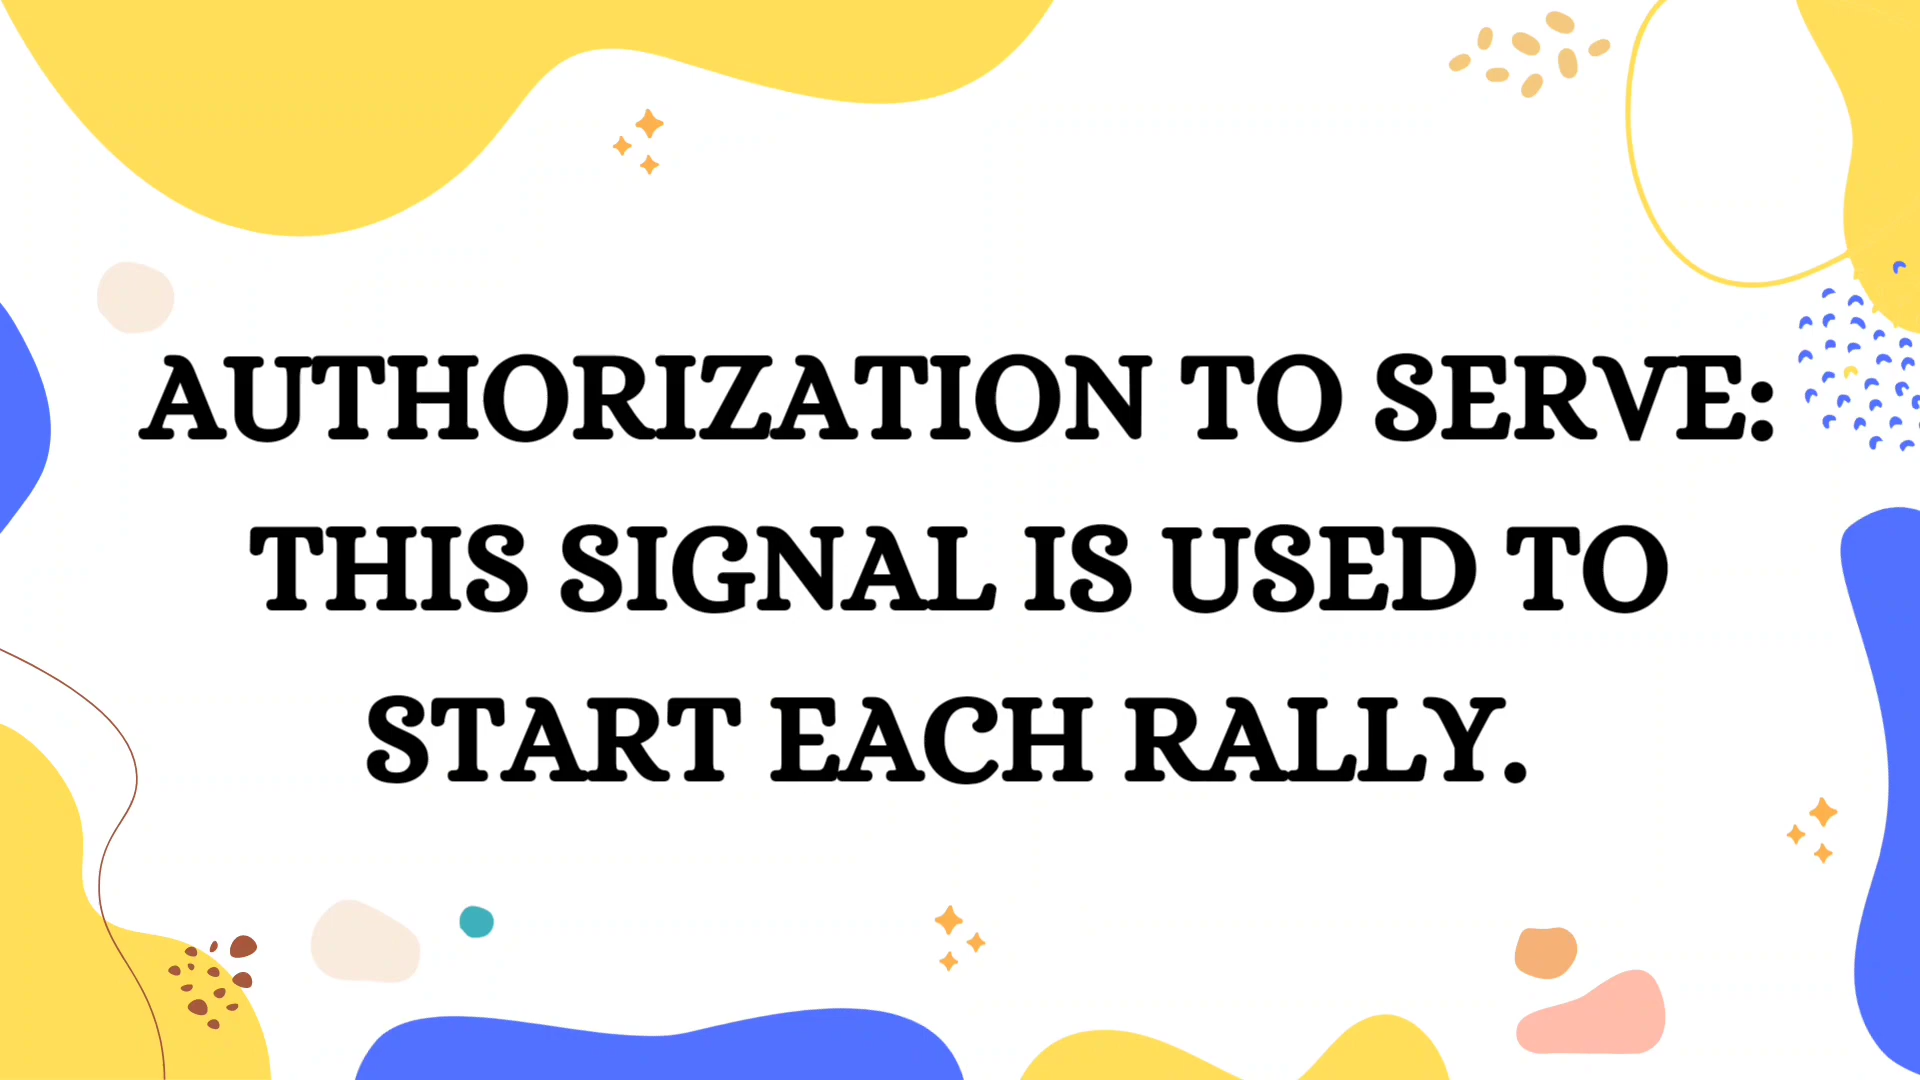 AUTHORIZATION TO SERVE:
THIS SIGNAL IS USED TO
START EACH RALLY.